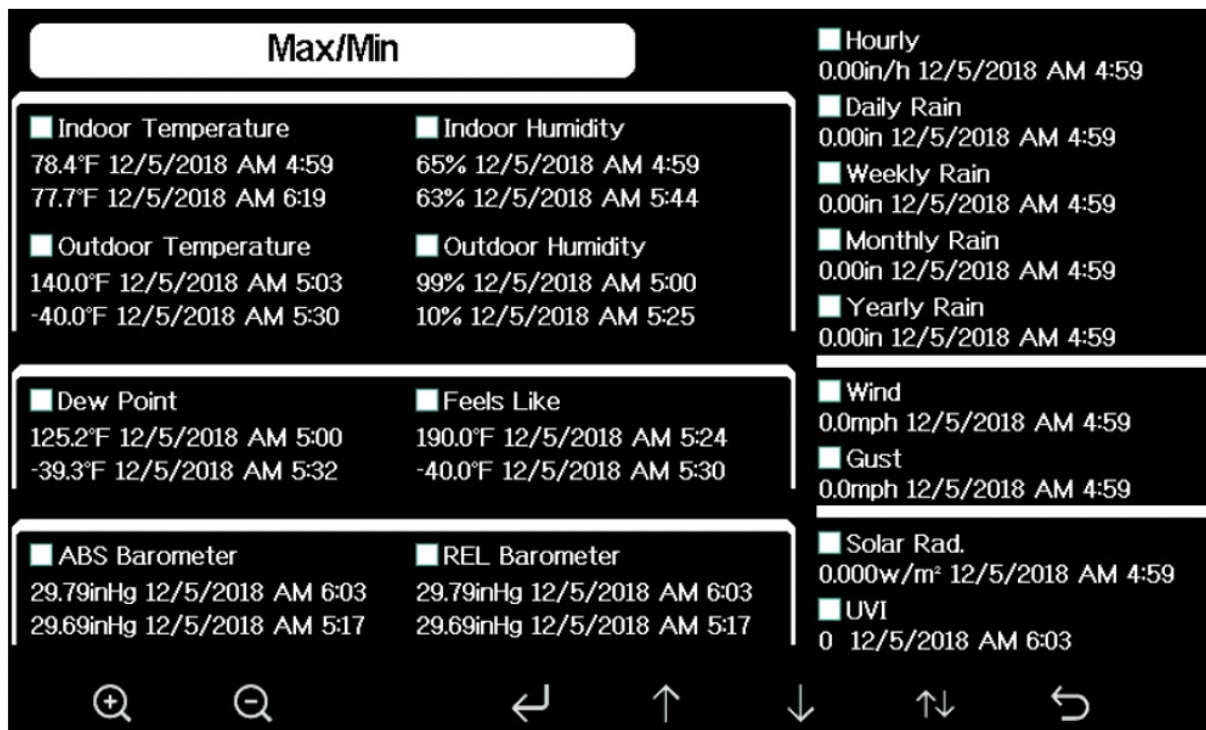 Max/Min
Indoor Temperature
78.4°F 12/5/2018 AM 4:59
77.7°F 12/5/2018 AM 6:19
Indoor Humidity
65% 12/5/2018 AM 4:59
63% 12/5/2018 AM 5:44
Outdoor Temperature
140.0°F 12/5/2018 AM 5:03
-40.0°F 12/5/2018 AM 5:30
Outdoor Humidity
99% 12/5/2018 AM 5:00
10% 12/5/2018 AM 5:25
Dew Point
125.2°F 12/5/2018 AM 5:00
-39.3°F 12/5/2018 AM 5:32
Feels Like
190.0°F 12/5/2018 AM 5:24
-40.0°F 12/5/2018 AM 5:30
ABS Barometer
29.79inHg 12/5/2018 AM 6:03
29.69inHg 12/5/2018 AM 5:17
REL Barometer
29.79inHg 12/5/2018 AM 6:03
29.69inHg 12/5/2018 AM 5:17
Hourly
0.00in/h 12/5/2018 AM 4:59
Daily Rain
0.00in 12/5/2018 AM 4:59
Weekly Rain
0.00in 12/5/2018 AM 4:59
Monthly Rain
0.00in 12/5/2018 AM 4:59
Yearly Rain
0.00in 12/5/2018 AM 4:59
Wind
0.0mph 12/5/2018 AM 4:59
Gust
0.0mph 12/5/2018 AM 4:59
Solar Rad.
0.000w/m² 12/5/2018 AM 4:59
UVI
0 12/5/2018 AM 6:03